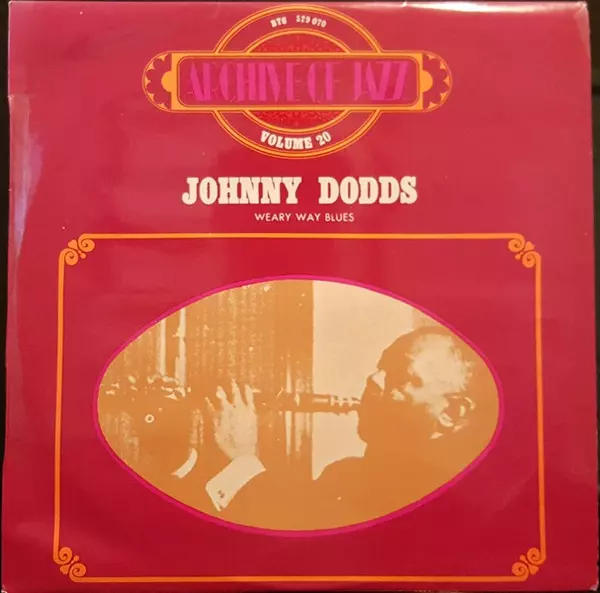 BYG 529 070
ARCHIVE OF JAZZ
VOLUME 20
JOHNNY DODDS
WEARY WAY BLUES